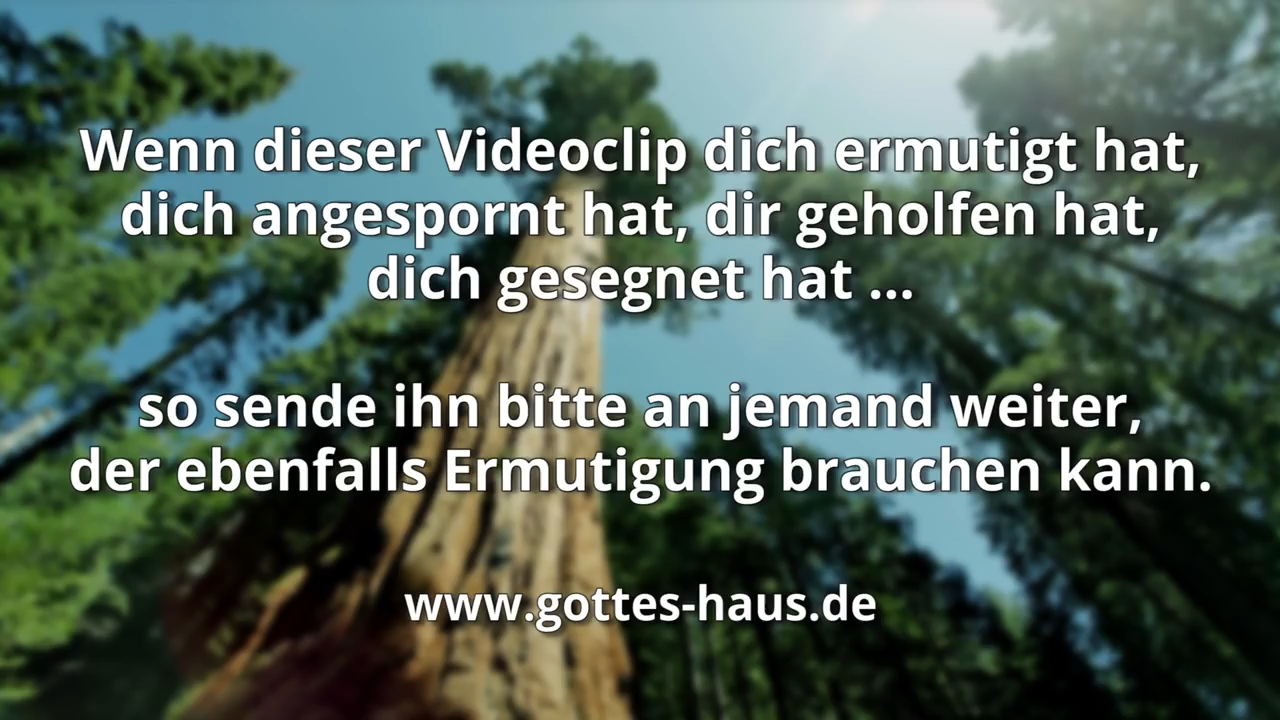 Wenn dieser Videoclip dich ermutigt hat,
dich angespornt hat, dir geholfen hat,
dich gesegnet hat ...
so sende ihn bitte an jemand weiter,
der ebenfalls Ermutigung brauchen kann.
www.gottes-haus.de